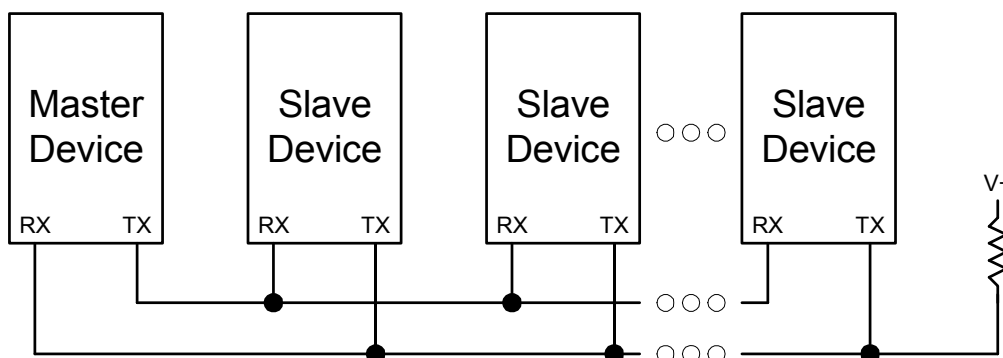 Master
Device
Slave
Device
Slave
Device
Slave
Device
RX TX
RX TX
RX TX
RX TX
V+